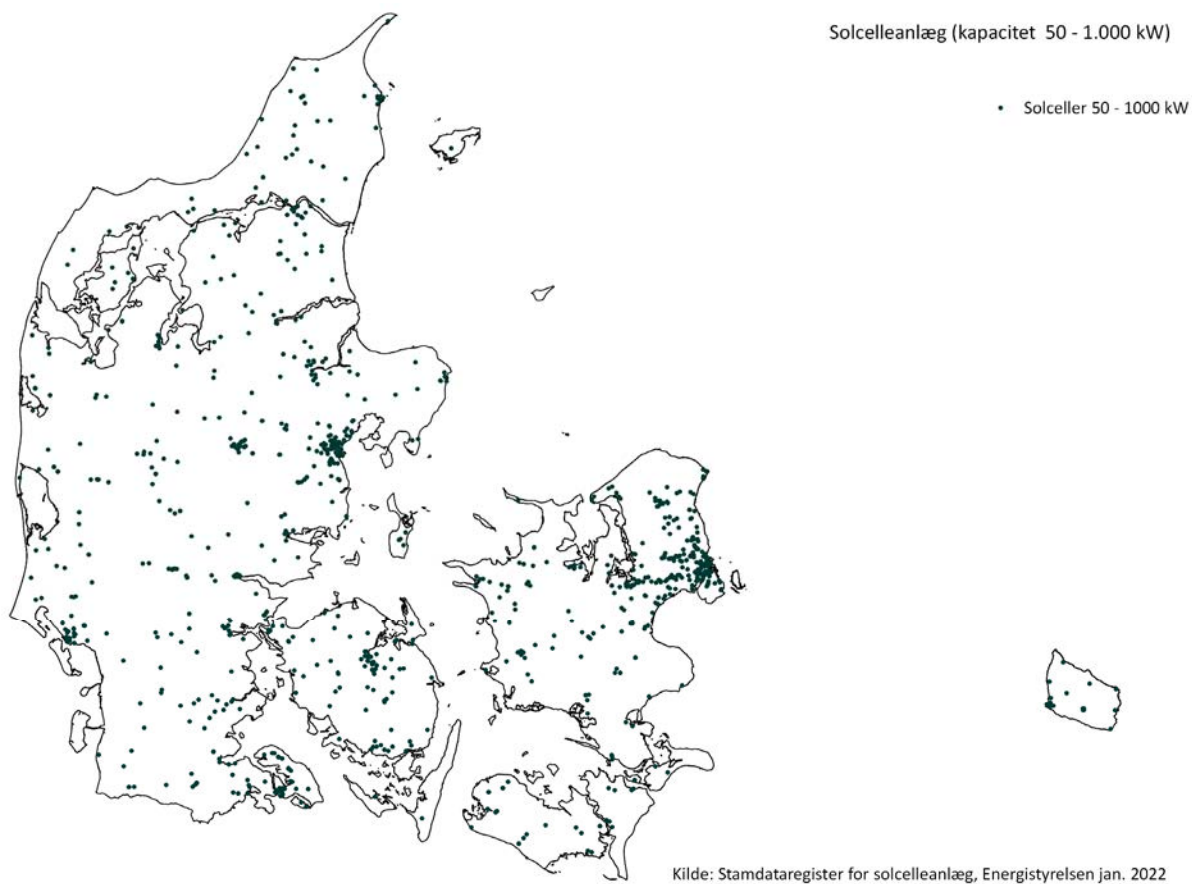 Solcelleanlæg (kapacitet 50 - 1.000 kW)
Solceller 50 - 1000 kW
Kilde: Stamdataregister for solcelleanlæg, Energistyrelsen jan. 2022